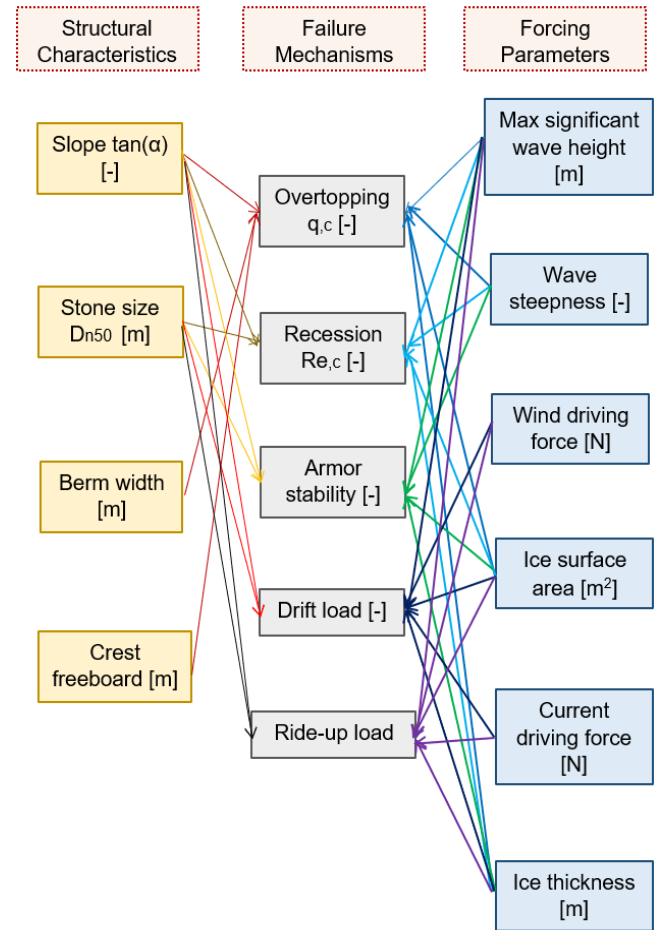 Structural
Characteristics
Failure
Mechanisms
Forcing
Parameters
Slope tan(α)
[-]
Stone size
Dn50 [m]
Berm width
[m]
Crest
freeboard [m]
Overtopping
q,c [-]
Recession
Re,c [-]
Armor
stability [-]
Drift load [-]
Ride-up load
Max significant
wave height
[m]
Wave
steepness [-]
Wind driving
force [N]
Ice surface
area [m²]
Current
driving force
[N]
Ice thickness
[m]